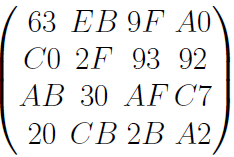 63 EB 9F A0
C0 2F 93 92
AB 30 AF C7
20 CB 2B A2